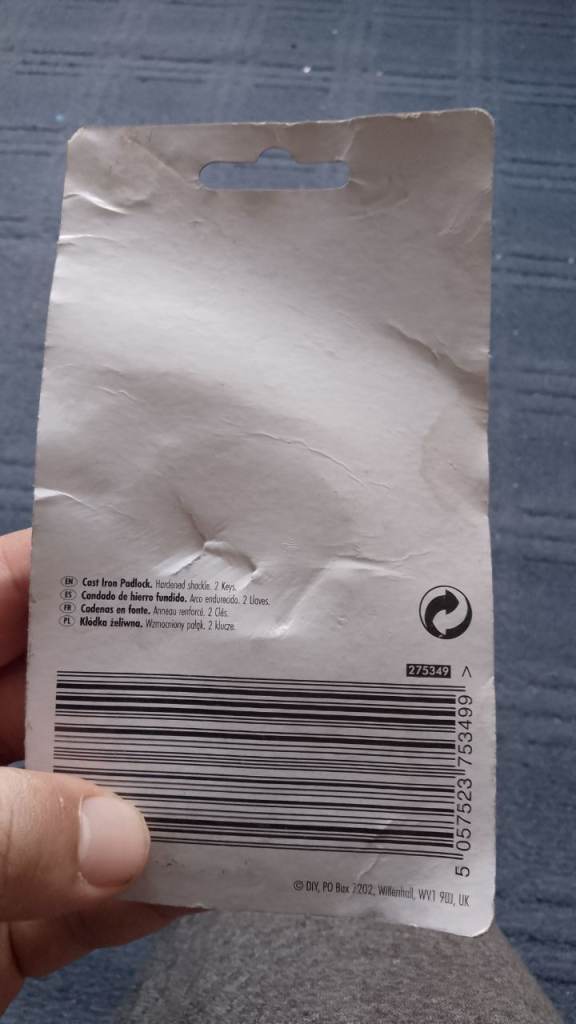 EN Cast Iron Padlock. Hardened shackle. 2 Keys.
ES Candado de hierro fundido. Arco endurecido. 2 Llaves.
FR Cadenas en fonte. Anneau renforcé. 2 Clés.
PL Kłódka żeliwna. Wzmocniony pałąk. 2 klucze.
275349
5 057523 753499 >
© DIY, PO Box 7202, Willenhall, WV1 9DJ, UK